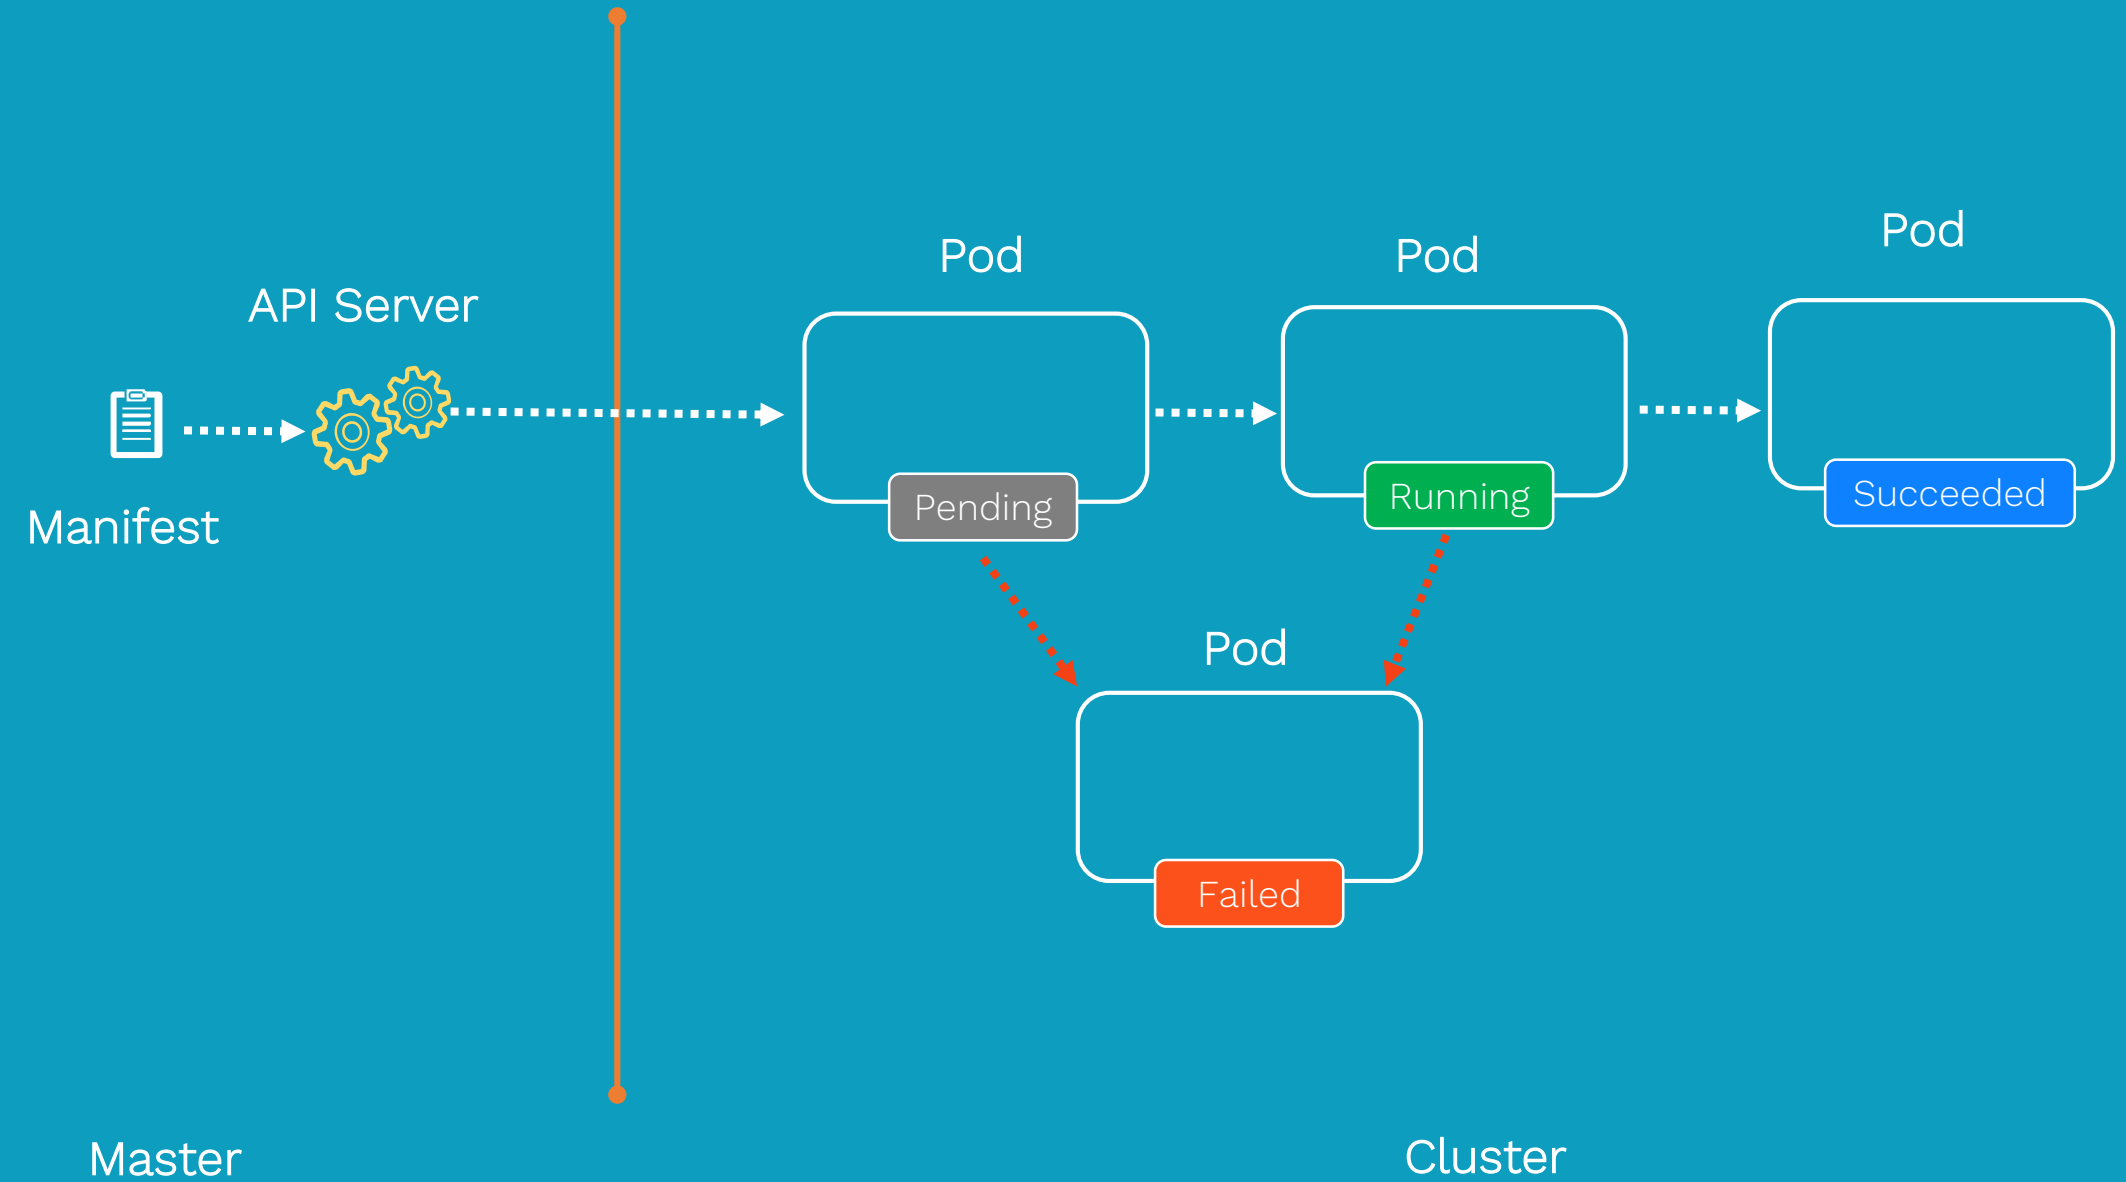 API Server
Manifest
Pod
Pending
Pod
Running
Pod
Succeeded
Pod
Failed
Master
Cluster